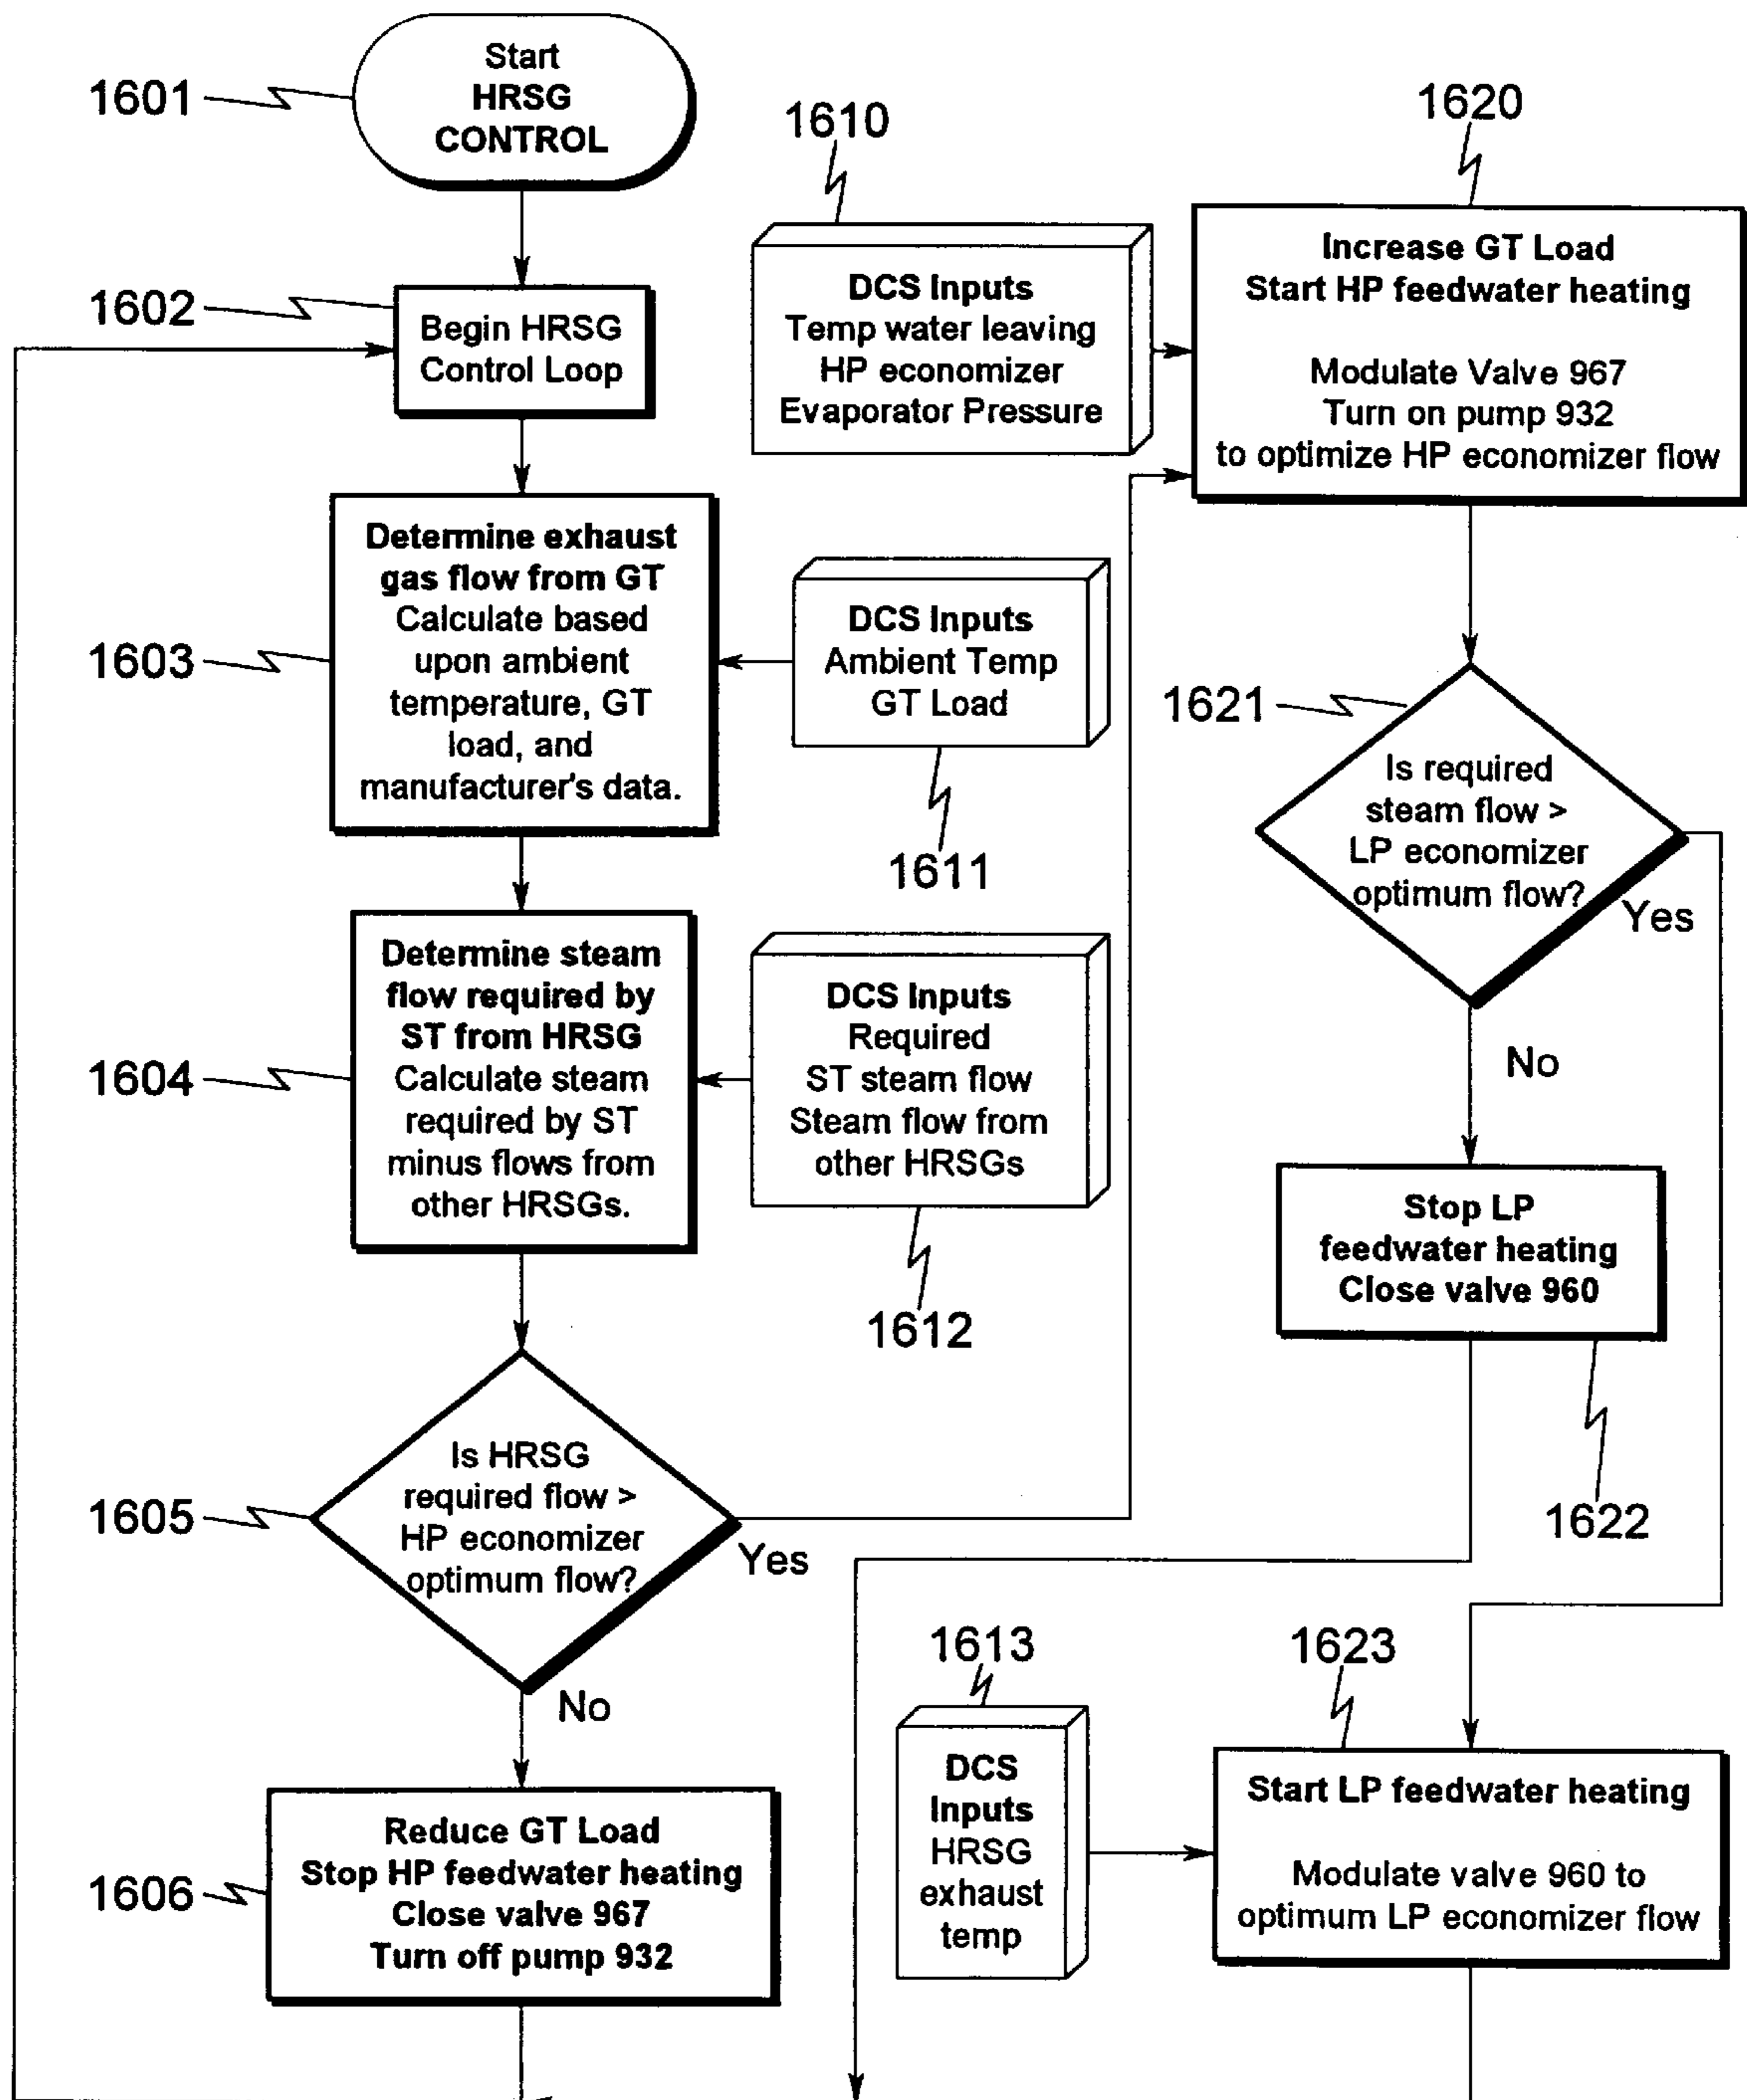 1601
Start
HRSG
CONTROL
1602
Begin HRSG
Control Loop
1603
Determine exhaust
gas flow from GT
Calculate based
upon ambient
temperature, GT
load, and
manufacturer's data.
1604
Determine steam
flow required by
ST from HRSG
Calculate steam
required by ST
minus flows from
other HRSGs.
1605
Is HRSG
required flow >
HP economizer
optimum flow?
Yes
No
1606
Reduce GT Load
Stop HP feedwater heating
Close valve 967
Turn off pump 932
1610
DCS Inputs
Temp water leaving
HP economizer
Evaporator Pressure
DCS Inputs
Ambient Temp
GT Load
1611
DCS Inputs
Required
ST steam flow
Steam flow from
other HRSGs
1612
1613
DCS
Inputs
HRSG
exhaust
temp
1620
Increase GT Load
Start HP feedwater heating
Modulate Valve 967
Turn on pump 932
to optimize HP economizer flow
1621
Is required
steam flow >
LP economizer
optimum flow?
Yes
No
Stop LP
feedwater heating
Close valve 960
1622
1623
Start LP feedwater heating
Modulate valve 960 to
optimum LP economizer flow